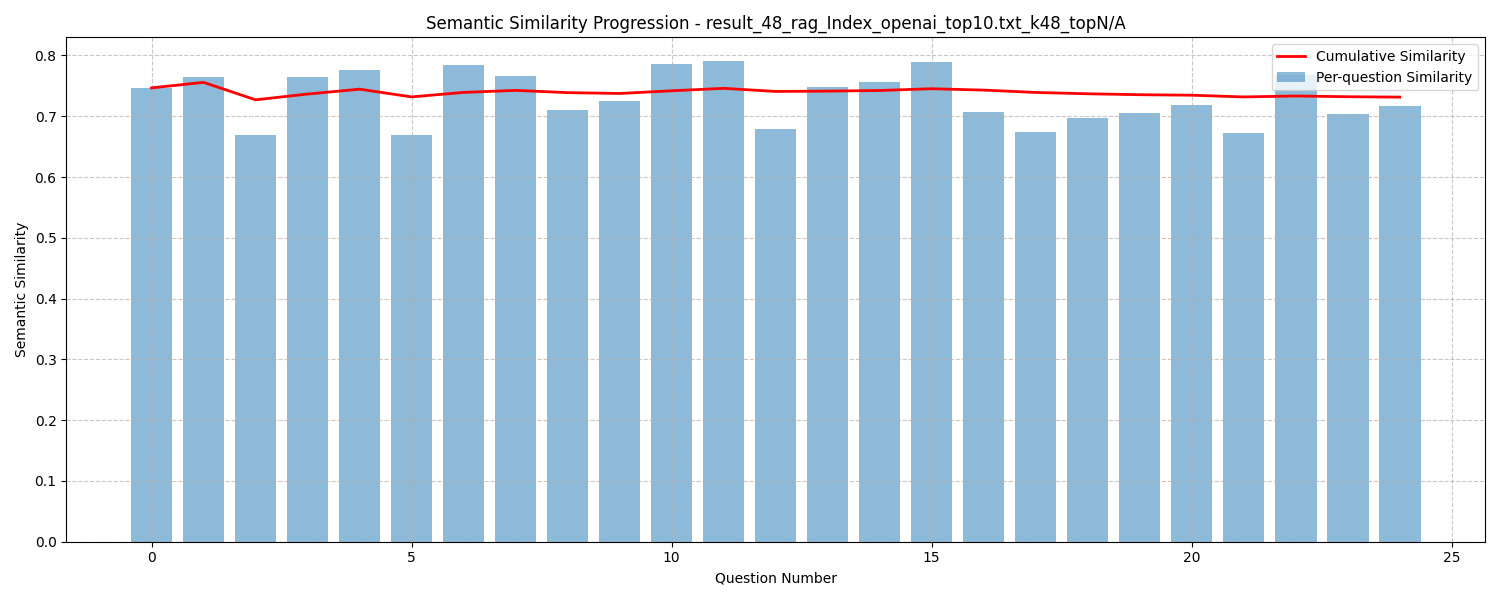 Semantic Similarity Progression - result_48_rag_Index_openai_top10.txt_k48_topN/A
Cumulative Similarity
Per-question Similarity
Semantic Similarity
0.8
0.7
0.6
0.5
0.4
0.3
0.2
0.1
0.0
0 5 10 15 20 25
Question Number